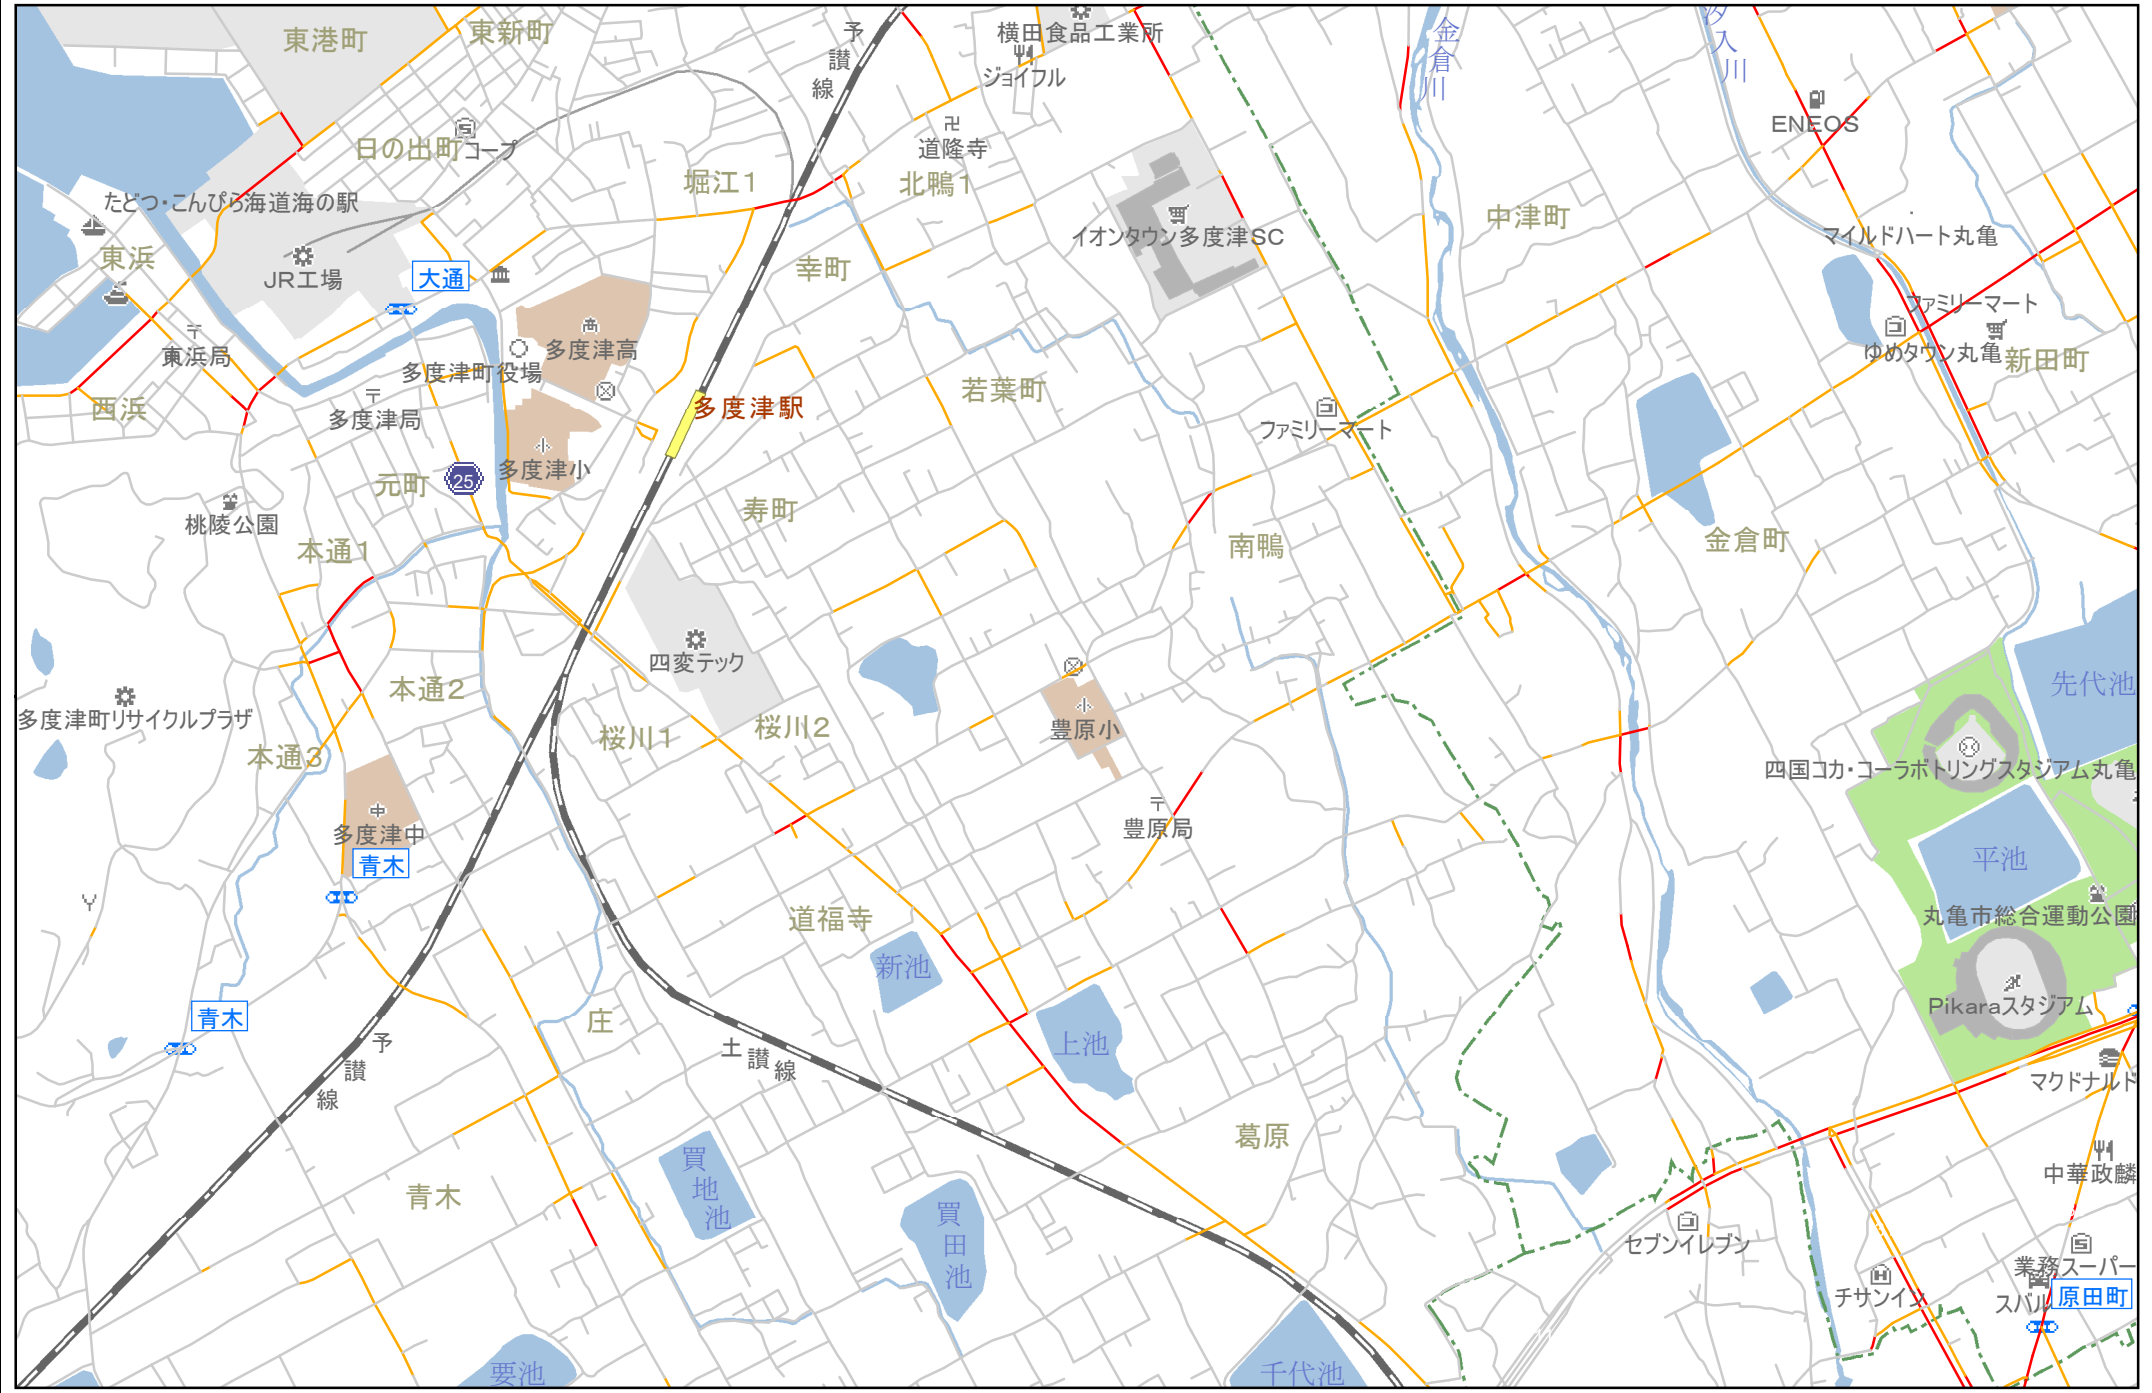 東港町
東新町
予讃線
横田食品工業所
ジョイフル
金倉川
汐入川
ENEOS
日の出町
コープ
道隆寺
北鴨1
堀江1
たどつ・こんぴら海道海の駅
東浜
JR工場
大通
幸町
イオンタウン多度津SC
中津町
マイルドハート丸亀
ファミリーマート
ゆめタウン丸亀
新田町
東浜局
多度津高
多度津町役場
西浜
多度津局
多度津駅
若葉町
ファミリーマート
元町
25
多度津小
桃陵公園
本通1
寿町
南鴨
金倉町
四変テック
本通2
多度津町リサイクルプラザ
本通3
桜川1
桜川2
豊原小
先代池
四国コカ・コーラボトリングスタジアム丸亀
多度津中
青木
豊原局
平池
丸亀市総合運動公園
道福寺
新池
青木
庄
上池
Pikaraスタジアム
予讃線
土讃線
マクドナルド
葛原
買地池
青木
買田池
中華政麟
セブンイレブン
業務スーパー
チサンイン
スバル
原田町
要池
千代池